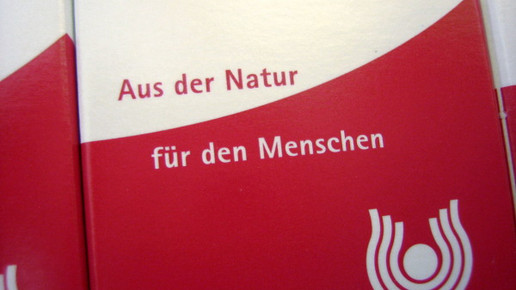 Aus der Natur
für den Menschen